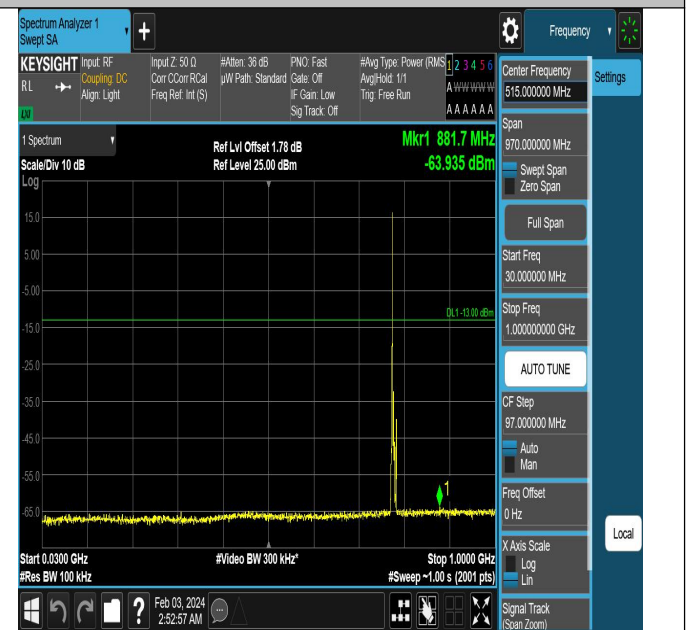 Spectrum Analyzer 1
Swept SA
+
Frequency
KEYSIGHT
RL
LXI
Input: RF
Coupling: DC
Align: Light
Input Z: 50 Ω
Corr CCorr RCal
Freq Ref: Int (S)
#Atten: 36 dB
µW Path: Standard
PNO: Fast
Gate: Off
IF Gain: Low
Sig Track: Off
#Avg Type: Power (RMS
Avg|Hold: 1/1
Trig: Free Run
1 2 3 4 5 6
A W W W W W
A A A A A A
Center Frequency
515.000000 MHz
Settings
1 Spectrum
Scale/Div 10 dB
Log
Ref Lvl Offset 1.78 dB
Ref Level 25.00 dBm
Mkr1 881.7 MHz
-63.935 dBm
15.0
5.00
-5.00
-15.0
-25.0
-35.0
-45.0
-55.0
-65.0
DL1 -13.00 dBm
1
Span
970.000000 MHz
Swept Span
Zero Span
Full Span
Start Freq
30.000000 MHz
Stop Freq
1.000000000 GHz
AUTO TUNE
CF Step
97.000000 MHz
Auto
Man
Freq Offset
0 Hz
X Axis Scale
Log
Lin
Signal Track
(Span Zoom)
Local
Start 0.0300 GHz
#Res BW 100 kHz
#Video BW 300 kHz*
Stop 1.0000 GHz
#Sweep ~1.00 s (2001 pts)
?
Feb 03, 2024
2:52:57 AM